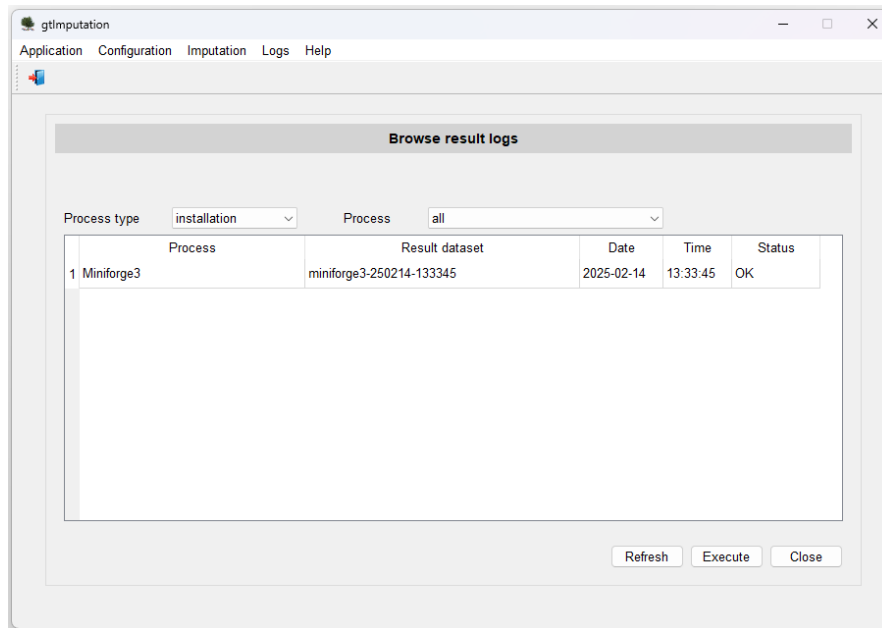 gtImputation
Application Configuration Imputation Logs Help
Browse result logs
Process type installation Process all
Process Result dataset Date Time Status
1 Miniforge3 miniforge3-250214-133345 2025-02-14 13:33:45 OK
Refresh Execute Close